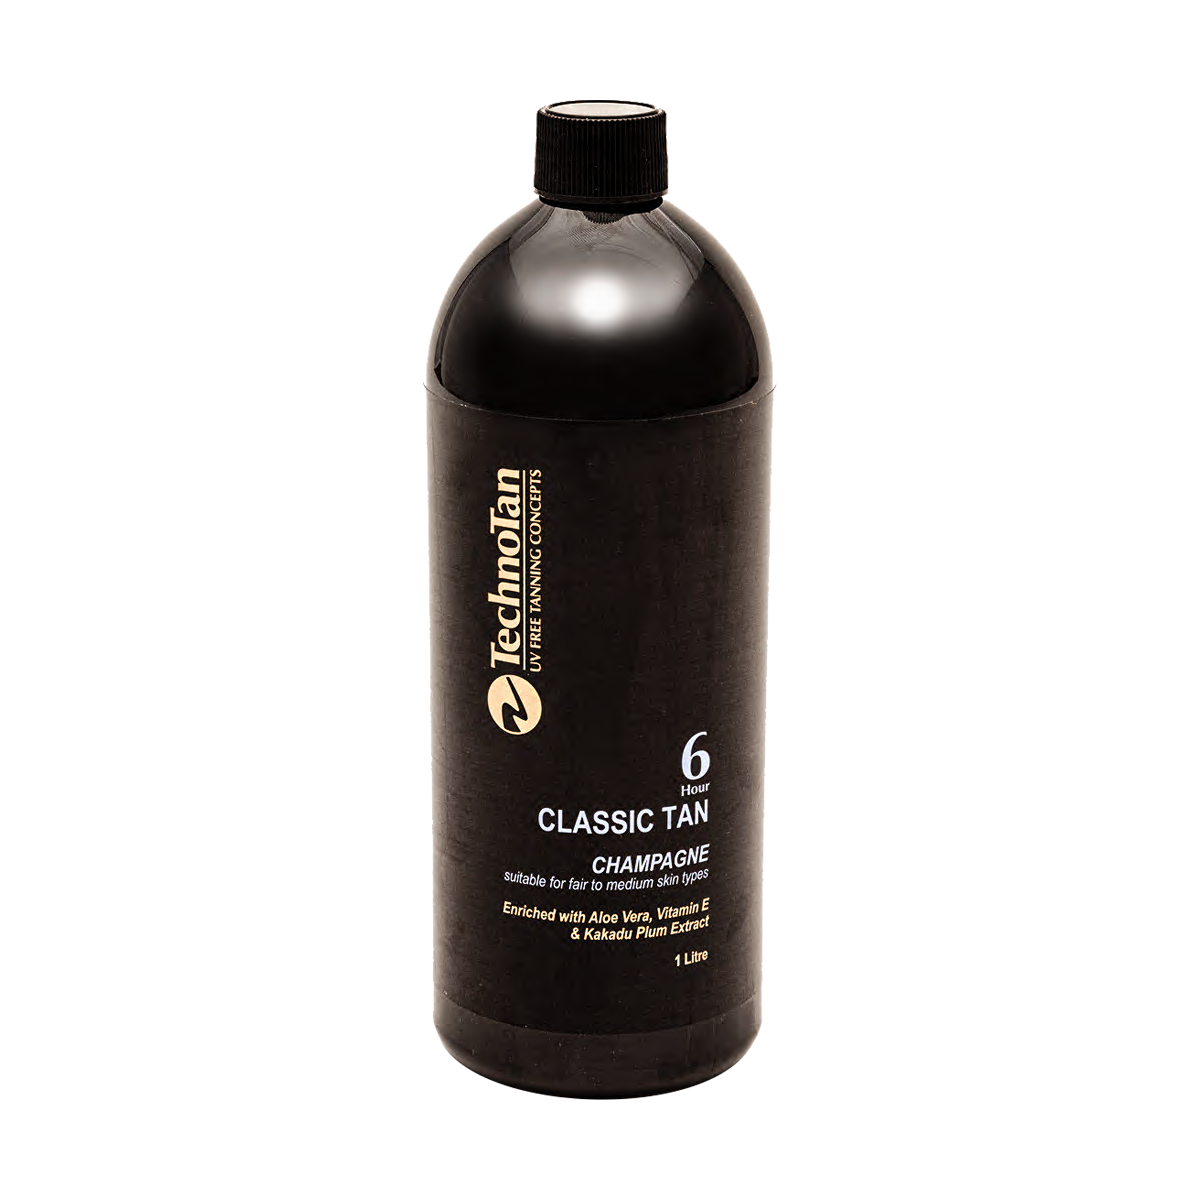 TechnoTan
UV FREE TANNING CONCEPTS
6
Hour
CLASSIC TAN
CHAMPAGNE
suitable for fair to medium skin types
Enriched with Aloe Vera, Vitamin E
& Kakadu Plum Extract
1 Litre